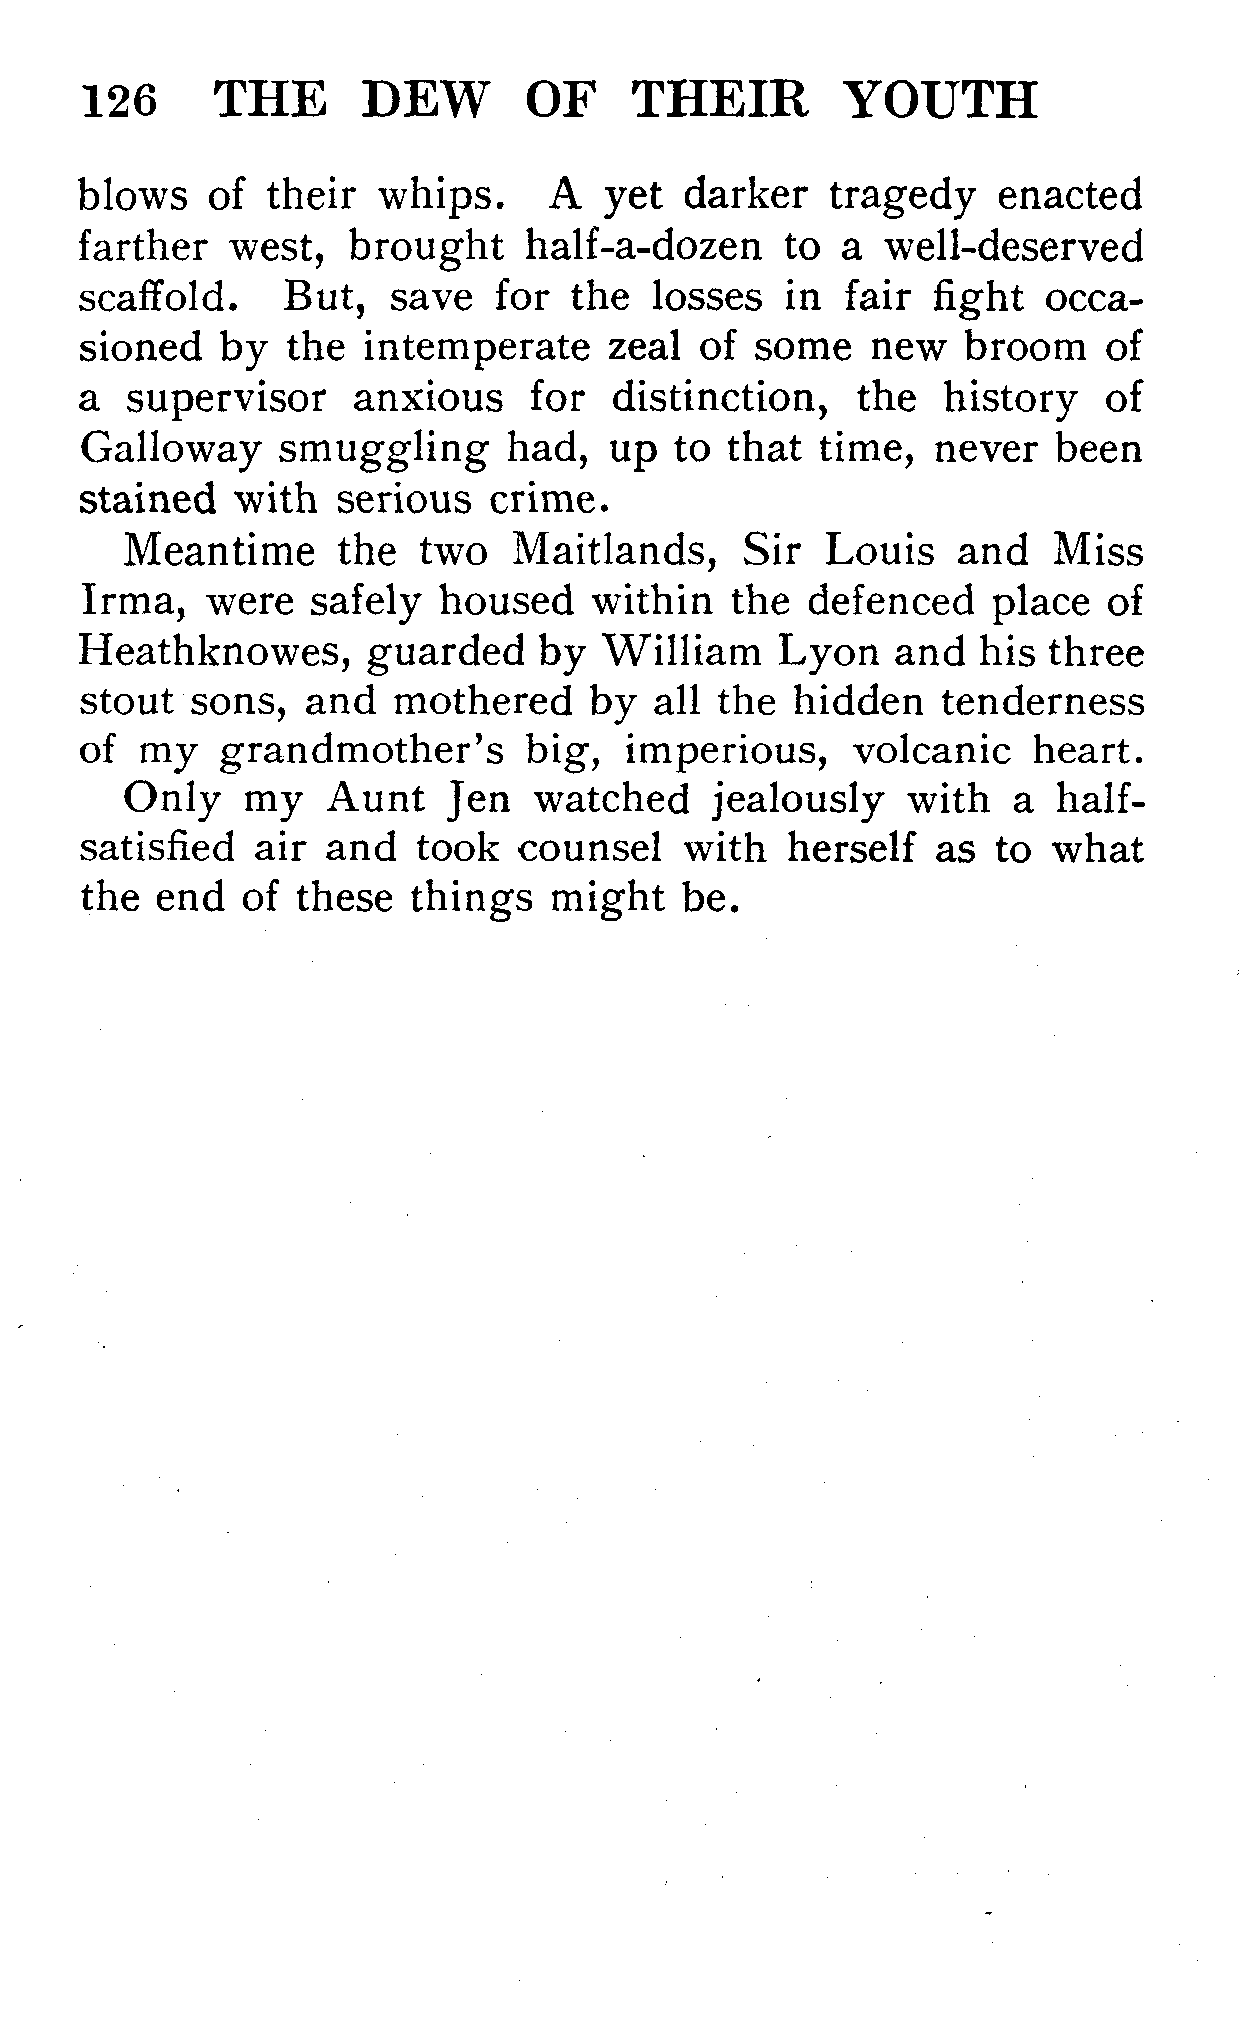 126 THE DEW OF THEIR YOUTH
blows of their whips. A yet darker tragedy enacted
farther west, brought half-a-dozen to a well-deserved
scaffold. But, save for the losses in fair fight occa-
sioned by the intemperate zeal of some new broom of
a supervisor anxious for distinction, the history of
Galloway smuggling had, up to that time, never been
stained with serious crime.
Meantime the two Maitlands, Sir Louis and Miss
Irma, were safely housed within the defenced place of
Heathknowes, guarded by William Lyon and his three
stout sons, and mothered by all the hidden tenderness
of my grandmother's big, imperious, volcanic heart.
Only my Aunt Jen watched jealously with a half-
satisfied air and took counsel with herself as to what
the end of these things might be.